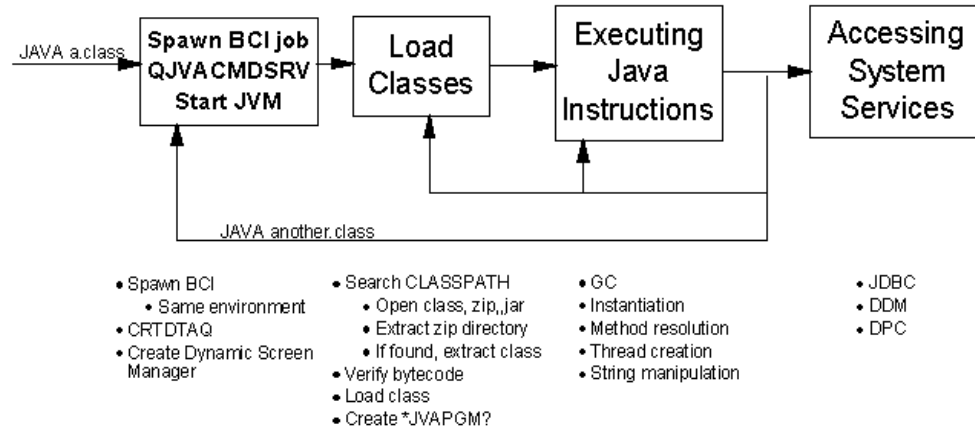 JAVA a.class
Spawn BCI job
QJVACMDSRV
Start JVM
Load
Classes
Executing
Java
Instructions
Accessing
System
Services
JAVA another.class
• Spawn BCI
• Same environment
• CRTDTAQ
• Create Dynamic Screen
Manager
• Search CLASSPATH
• Open class, zip,,jar
• Extract zip directory
• If found, extract class
• Verify bytecode
• Load class
• Create *JVAPGM?
• GC
• Instantiation
• Method resolution
• Thread creation
• String manipulation
• JDBC
• DDM
• DPC